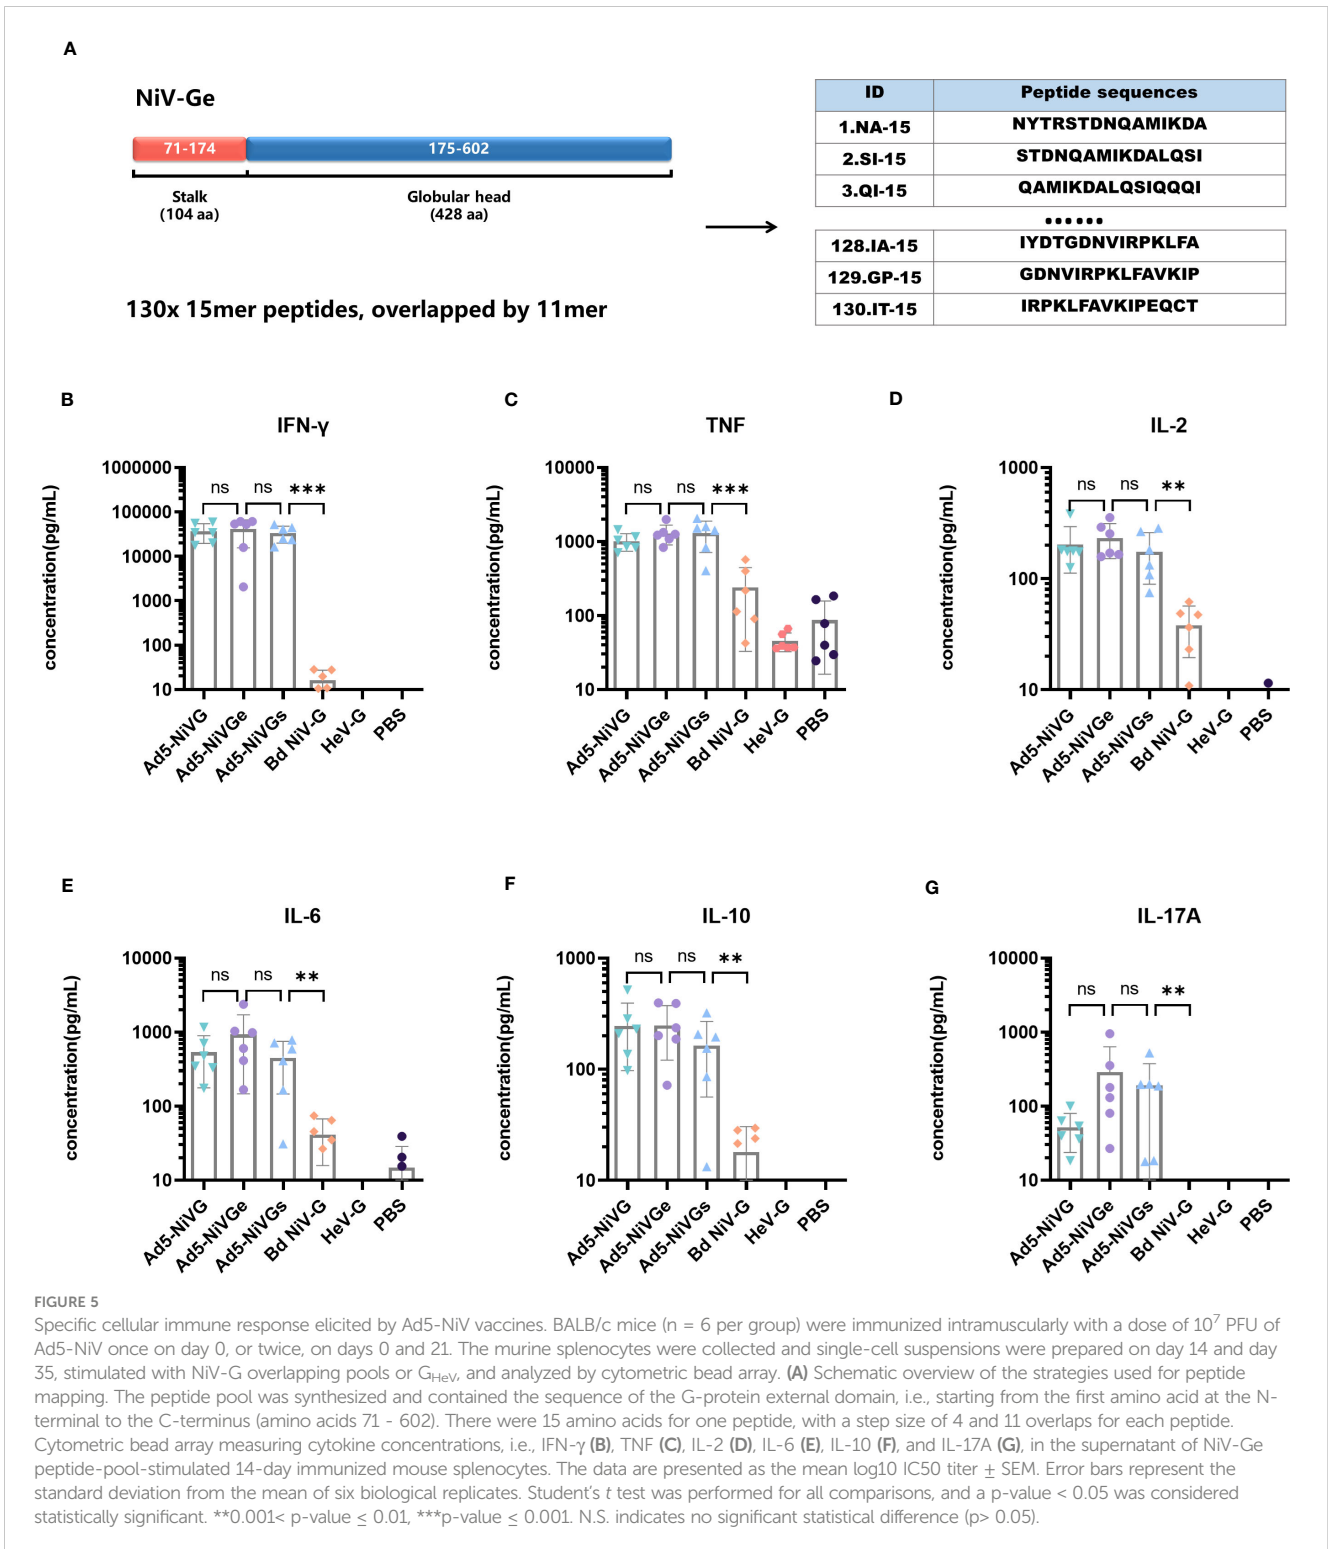 A
NiV-Ge
71-174
175-602
Stalk
(104 aa)
Globular head
(428 aa)
130x 15mer peptides, overlapped by 11mer
ID Peptide sequences
1.NA-15 NYTRSTDNQAMIKDA
2.SI-15 STDNQAMIKDALQSI
3.QI-15 QAMIKDALQSIQQQI
......
128.IA-15 IYDTGDNVIRPKLFA
129.GP-15 GDNVIRPKLFAVKIP
130.IT-15 IRPKLFAVKIPEQCT
B
IFN-γ
concentration(pg/mL)
1000000
100000
10000
1000
100
10
ns ns ***
Ad5-NiVG
Ad5-NiVGe
Ad5-NiVGs
Bd NiV-G
HeV-G
PBS
C
TNF
concentration(pg/mL)
10000
1000
100
10
ns ns ***
Ad5-NiVG
Ad5-NiVGe
Ad5-NiVGs
Bd NiV-G
HeV-G
PBS
D
IL-2
concentration(pg/mL)
1000
100
10
ns ns **
Ad5-NiVG
Ad5-NiVGe
Ad5-NiVGs
Bd NiV-G
HeV-G
PBS
E
IL-6
concentration(pg/mL)
10000
1000
100
10
ns ns **
Ad5-NiVG
Ad5-NiVGe
Ad5-NiVGs
Bd NiV-G
HeV-G
PBS
F
IL-10
concentration(pg/mL)
1000
100
10
ns ns **
Ad5-NiVG
Ad5-NiVGe
Ad5-NiVGs
Bd NiV-G
HeV-G
PBS
G
IL-17A
concentration(pg/mL)
10000
1000
100
10
ns ns **
Ad5-NiVG
Ad5-NiVGe
Ad5-NiVGs
Bd NiV-G
HeV-G
PBS
FIGURE 5
Specific cellular immune response elicited by Ad5-NiV vaccines. BALB/c mice (n = 6 per group) were immunized intramuscularly with a dose of 10⁷ PFU of
Ad5-NiV once on day 0, or twice, on days 0 and 21. The murine splenocytes were collected and single-cell suspensions were prepared on day 14 and day
35, stimulated with NiV-G overlapping pools or G_HeV, and analyzed by cytometric bead array. (A) Schematic overview of the strategies used for peptide
mapping. The peptide pool was synthesized and contained the sequence of the G-protein external domain, i.e., starting from the first amino acid at the N-
terminal to the C-terminus (amino acids 71 - 602). There were 15 amino acids for one peptide, with a step size of 4 and 11 overlaps for each peptide.
Cytometric bead array measuring cytokine concentrations, i.e., IFN-γ (B), TNF (C), IL-2 (D), IL-6 (E), IL-10 (F), and IL-17A (G), in the supernatant of NiV-Ge
peptide-pool-stimulated 14-day immunized mouse splenocytes. The data are presented as the mean log10 IC50 titer ± SEM. Error bars represent the
standard deviation from the mean of six biological replicates. Student's t test was performed for all comparisons, and a p-value < 0.05 was considered
statistically significant. **0.001< p-value ≤ 0.01, ***p-value ≤ 0.001. N.S. indicates no significant statistical difference (p> 0.05).